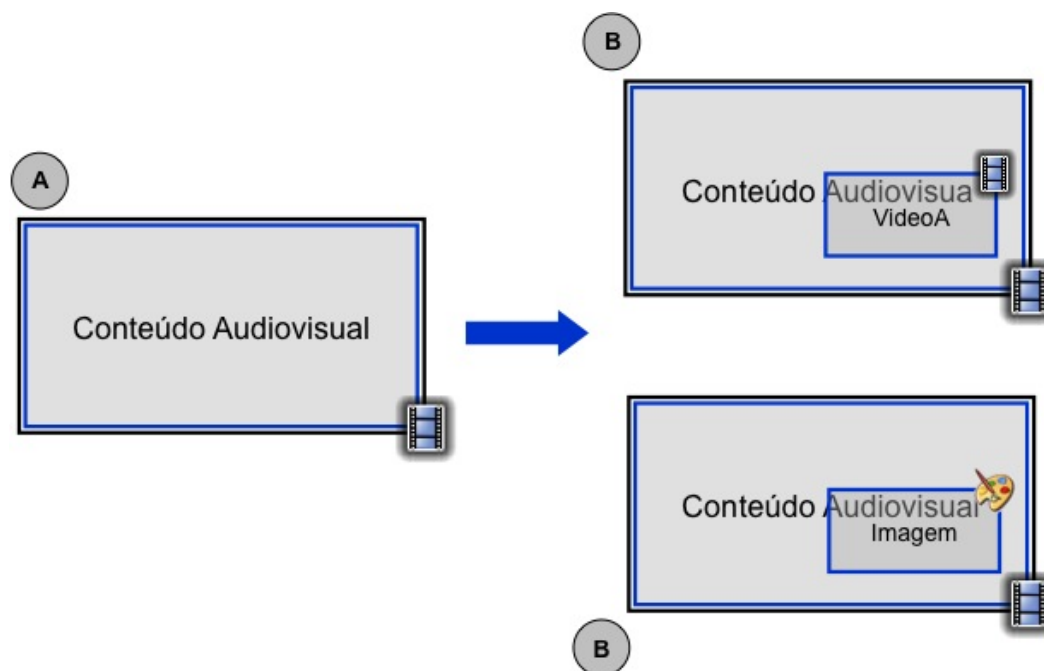 A
Conteúdo Audiovisual
B
Conteúdo Audiovisua
VideoA
Conteúdo Audiovisual
Imagem
B